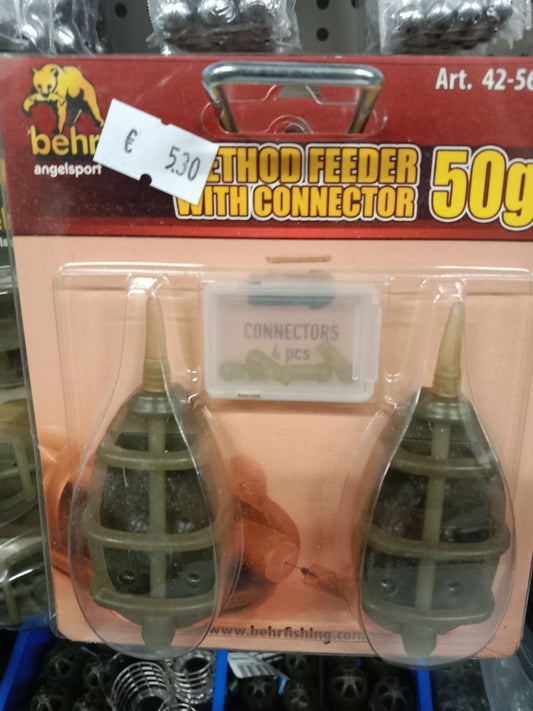 Art. 42-56
behr
angelsport
€ 5.30
METHOD FEEDER
WITH CONNECTOR
50g
CONNECTORS
4 pcs
www.behrfishing.com